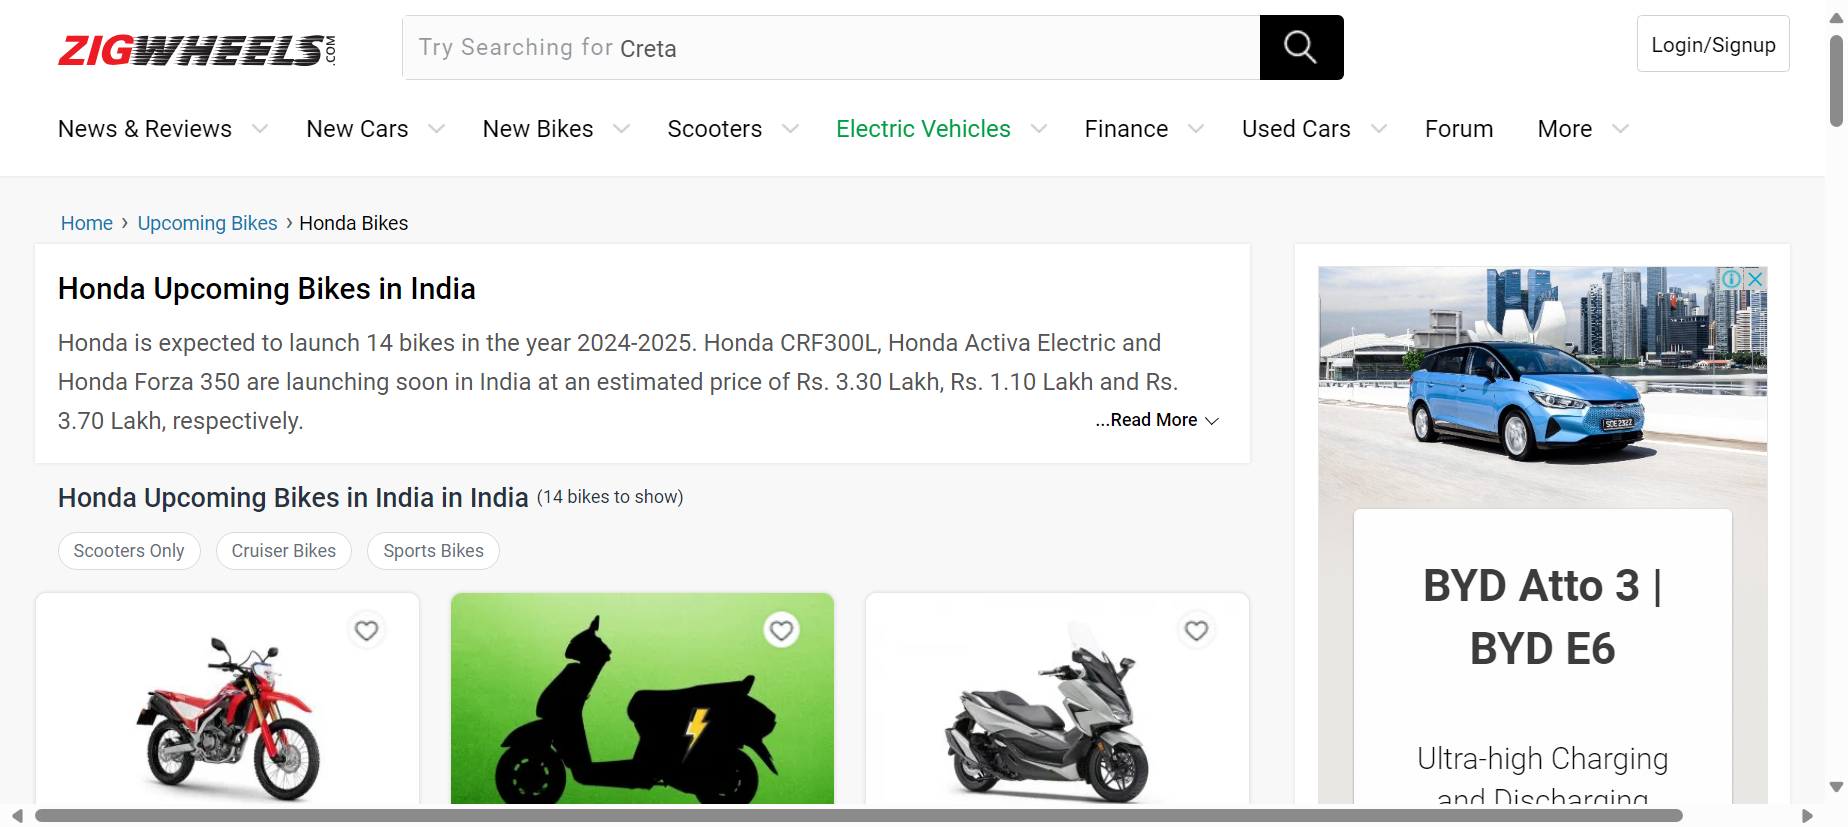 ZIGWHEELS.COM
Try Searching for Creta
Login/Signup
News & Reviews New Cars New Bikes Scooters Electric Vehicles Finance Used Cars Forum More
Home › Upcoming Bikes › Honda Bikes
Honda Upcoming Bikes in India
Honda is expected to launch 14 bikes in the year 2024-2025. Honda CRF300L, Honda Activa Electric and
Honda Forza 350 are launching soon in India at an estimated price of Rs. 3.30 Lakh, Rs. 1.10 Lakh and Rs.
3.70 Lakh, respectively.
...Read More
Honda Upcoming Bikes in India in India (14 bikes to show)
Scooters Only Cruiser Bikes Sports Bikes
SDE 2322
BYD Atto 3 |
BYD E6
Ultra-high Charging
and Discharging